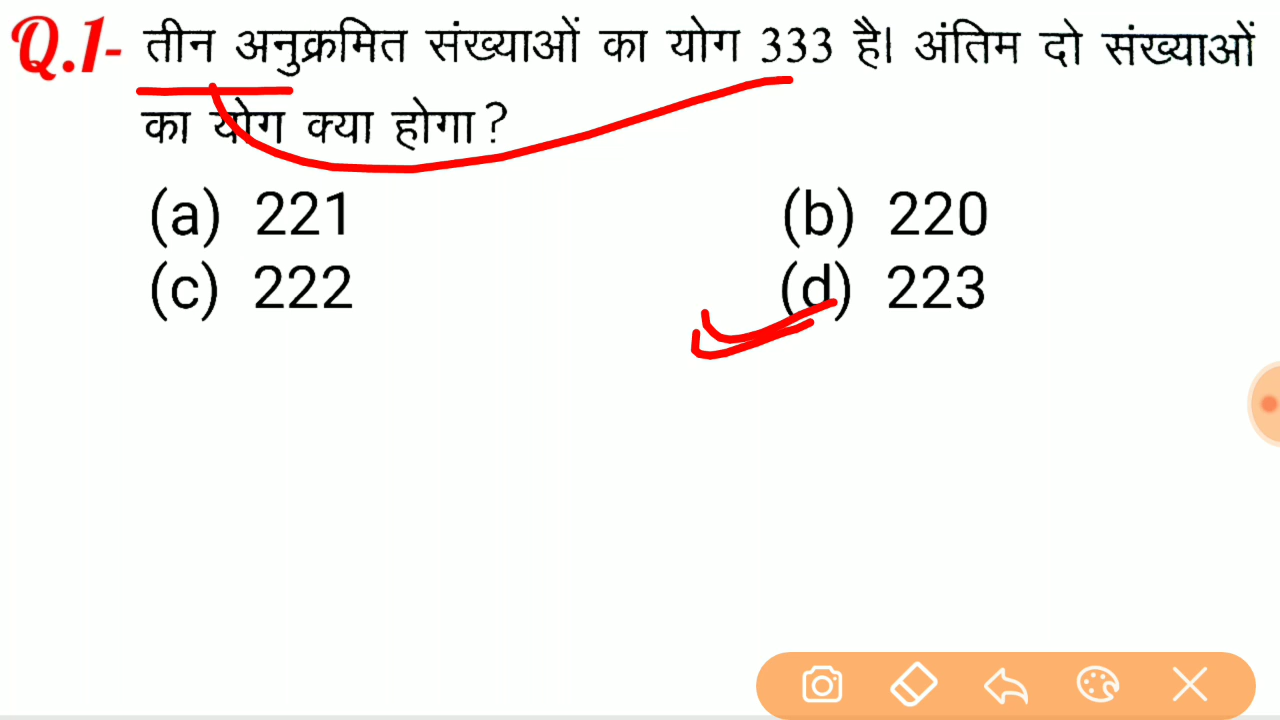 Q.1- तीन अनुक्रमित संख्याओं का योग 333 है। अंतिम दो संख्याओं
का योग क्या होगा?
(a) 221 (b) 220
(c) 222 (d) 223